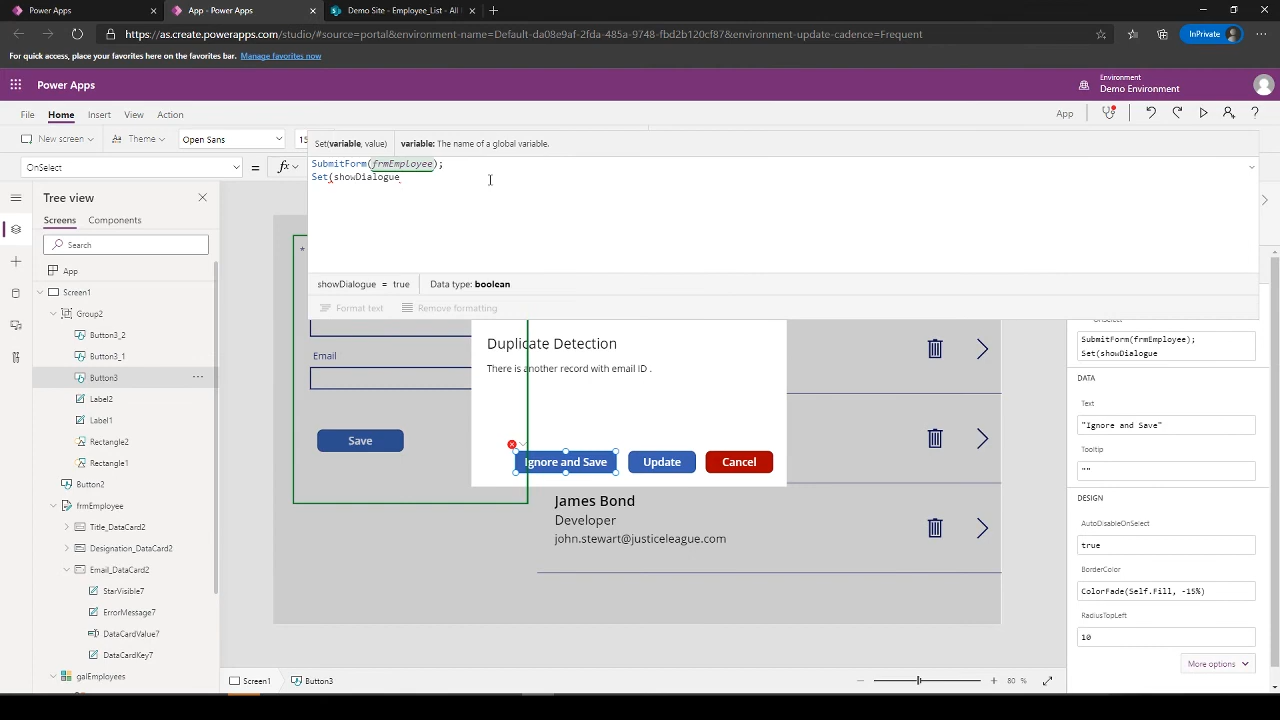 Power Apps
App - Power Apps
Demo Site - Employee_List - All
https://as.create.powerapps.com/studio/#source=portal&environment-name=Default-da08e9af-2fda-485a-9748-fbd2b120cf87&environment-update-cadence=Frequent
InPrivate
For quick access, place your favorites here on the favorites bar. Manage favorites now
Power Apps
Environment
Demo Environment
File Home Insert View Action
App
New screen Theme Open Sans 15
Set(variable, value) variable: The name of a global variable.
OnSelect = fx
SubmitForm(frmEmployee);
Set(showDialogue
showDialogue = true Data type: boolean
Format text Remove formatting
Tree view
Screens Components
Search
App
Screen1
Group2
Button3_2
Button3_1
Button3 ...
Label2
Label1
Rectangle2
Rectangle1
Button2
frmEmployee
Title_DataCard2
Designation_DataCard2
Email_DataCard2
StarVisible7
ErrorMessage7
DataCardValue7
DataCardKey7
galEmployees
*
Email
Save
Duplicate Detection
There is another record with email ID .
Ignore and Save Update Cancel
James Bond
Developer
john.stewart@justiceleague.com
OnSelect
SubmitForm(frmEmployee);
Set(showDialogue
DATA
Text
"Ignore and Save"
Tooltip
""
DESIGN
AutoDisableOnSelect
true
BorderColor
ColorFade(Self.Fill, -15%)
RadiusTopLeft
10
More options
Screen1 Button3
80 %